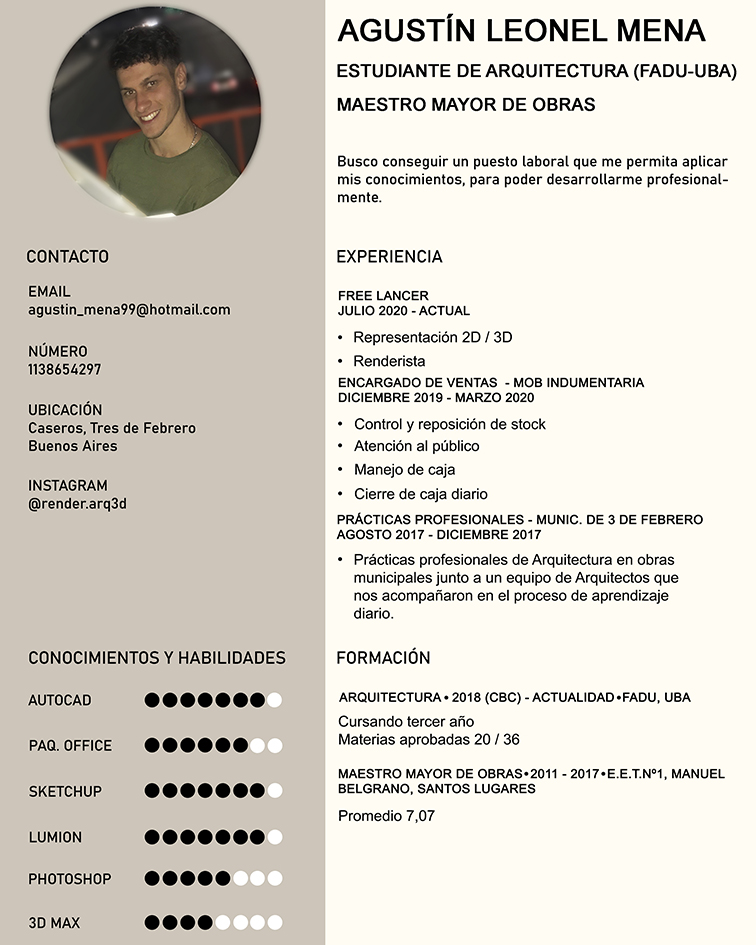 AGUSTÍN LEONEL MENA
ESTUDIANTE DE ARQUITECTURA (FADU-UBA)
MAESTRO MAYOR DE OBRAS
Busco conseguir un puesto laboral que me permita aplicar
mis conocimientos, para poder desarrollarme profesional-
mente.
CONTACTO
EMAIL
agustin_mena99@hotmail.com
NÚMERO
1138654297
UBICACIÓN
Caseros, Tres de Febrero
Buenos Aires
INSTAGRAM
@render.arq3d
CONOCIMIENTOS Y HABILIDADES
AUTOCAD
PAQ. OFFICE
SKETCHUP
LUMION
PHOTOSHOP
3D MAX
EXPERIENCIA
FREE LANCER
JULIO 2020 - ACTUAL
• Representación 2D / 3D
• Renderista
ENCARGADO DE VENTAS - MOB INDUMENTARIA
DICIEMBRE 2019 - MARZO 2020
• Control y reposición de stock
• Atención al público
• Manejo de caja
• Cierre de caja diario
PRÁCTICAS PROFESIONALES - MUNIC. DE 3 DE FEBRERO
AGOSTO 2017 - DICIEMBRE 2017
• Prácticas profesionales de Arquitectura en obras
municipales junto a un equipo de Arquitectos que
nos acompañaron en el proceso de aprendizaje
diario.
FORMACIÓN
ARQUITECTURA • 2018 (CBC) - ACTUALIDAD•FADU, UBA
Cursando tercer año
Materias aprobadas 20 / 36
MAESTRO MAYOR DE OBRAS•2011 - 2017•E.E.T.Nº1, MANUEL
BELGRANO, SANTOS LUGARES
Promedio 7,07